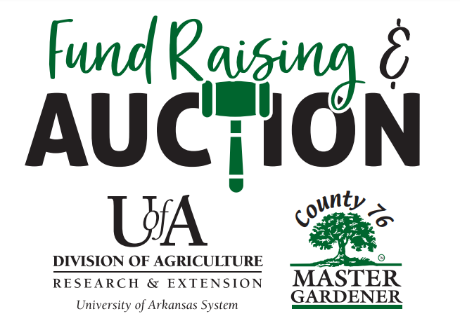 Fund Raising &
AUCTION
UofA
DIVISION OF AGRICULTURE
RESEARCH & EXTENSION
University of Arkansas System
County 76
MASTER
GARDENER